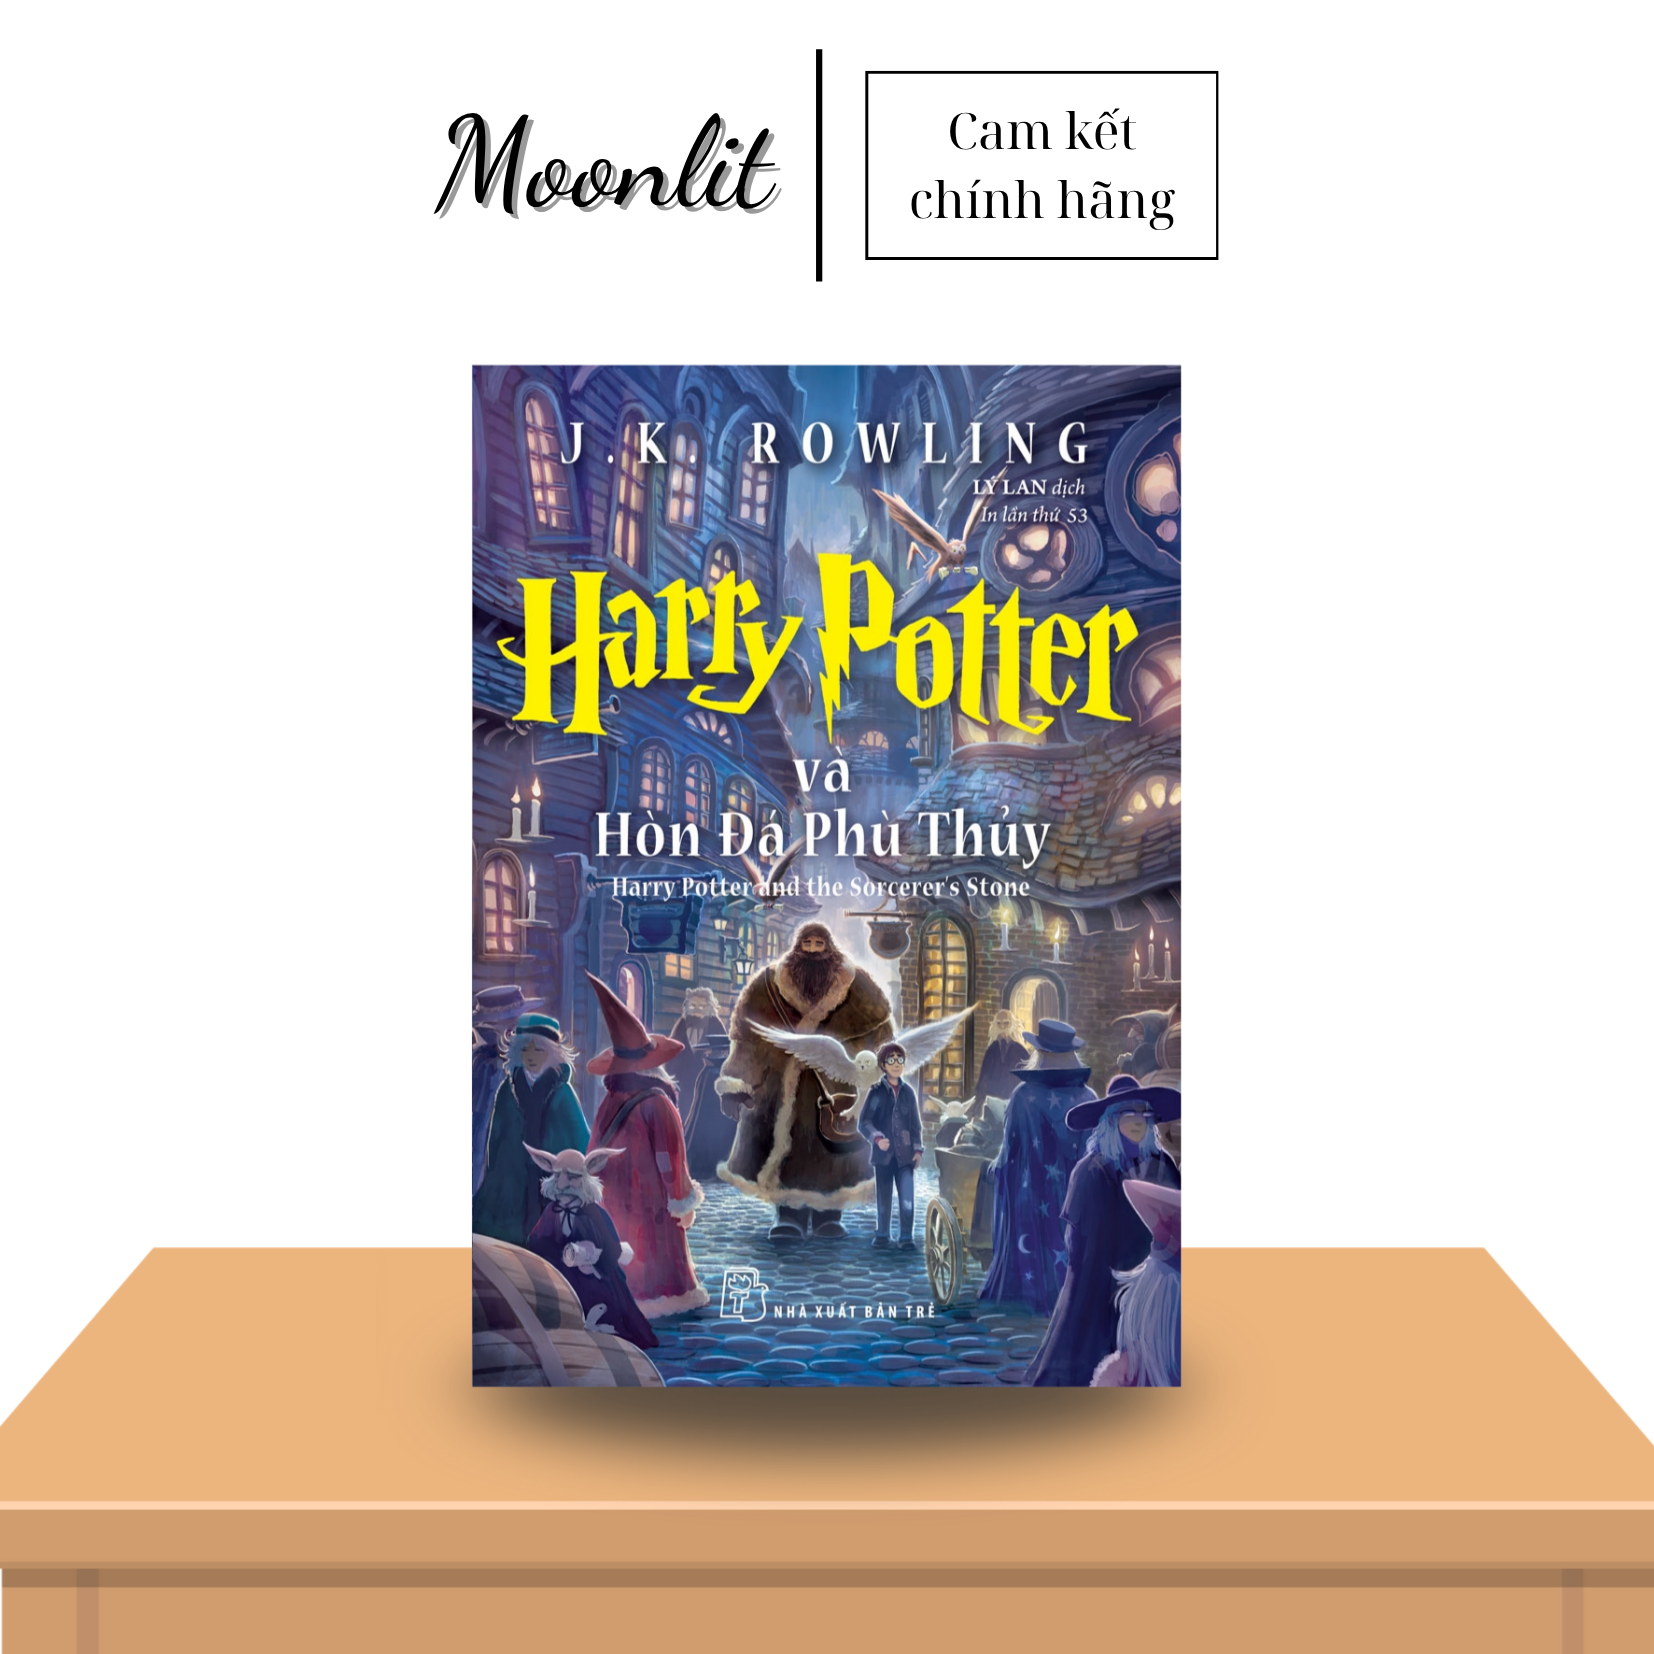 Moonlit
Cam kết
chính hãng
J.K. ROWLING
LÝ LAN dịch
In lần thứ 53
Harry Potter
và
Hòn Đá Phù Thủy
Harry Potter and the Sorcerer's Stone
NHÀ XUẤT BẢN TRẺ